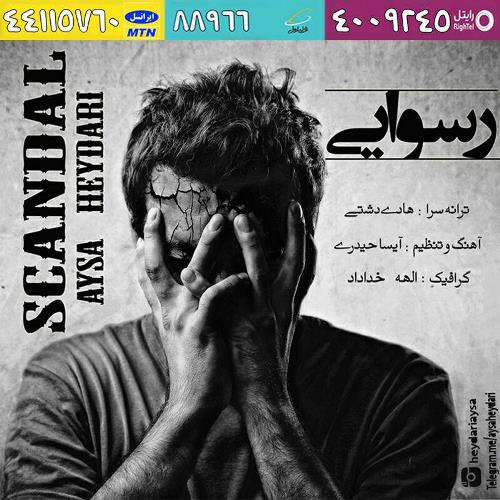 ۴۴۱۱۵۷۶۰
ایرانسل
MTN
۸۸۹۶۶
۴۰۰۹۲۴۵
رایتل
RighTel
SCANDAL
AYSA HEYDARI
رسوایی
ترانه سرا : هادی دشتی
آهنگ و تنظیم : آیسا حیدری
گرافیک : الهه خداداد
heydariaysa
Telegram.me/aysaheydari